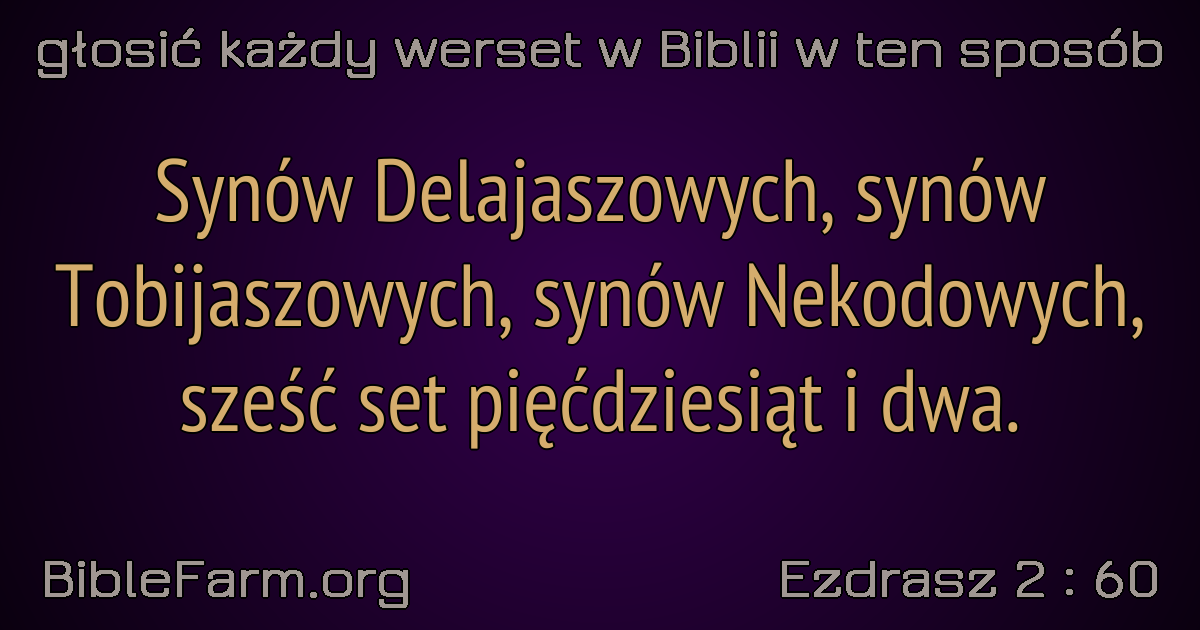 głosić każdy werset w Biblii w ten sposób
Synów Delajaszowych, synów
Tobijaszowych, synów Nekodowych,
sześć set pięćdziesiąt i dwa.
BibleFarm.org
Ezdrasz 2 : 60